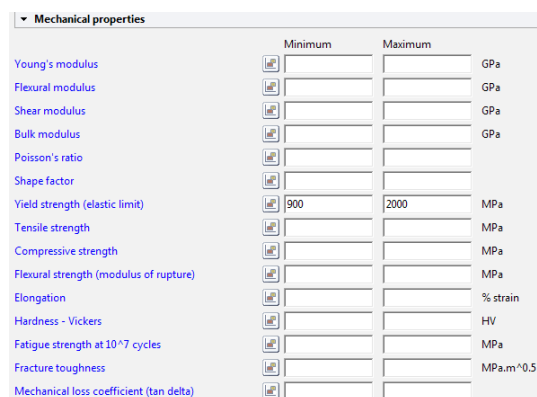 Mechanical properties
Minimum Maximum
Young's modulus GPa
Flexural modulus GPa
Shear modulus GPa
Bulk modulus GPa
Poisson's ratio
Shape factor
Yield strength (elastic limit) 900 2000 MPa
Tensile strength MPa
Compressive strength MPa
Flexural strength (modulus of rupture) MPa
Elongation % strain
Hardness - Vickers HV
Fatigue strength at 10^7 cycles MPa
Fracture toughness MPa.m^0.5
Mechanical loss coefficient (tan delta)